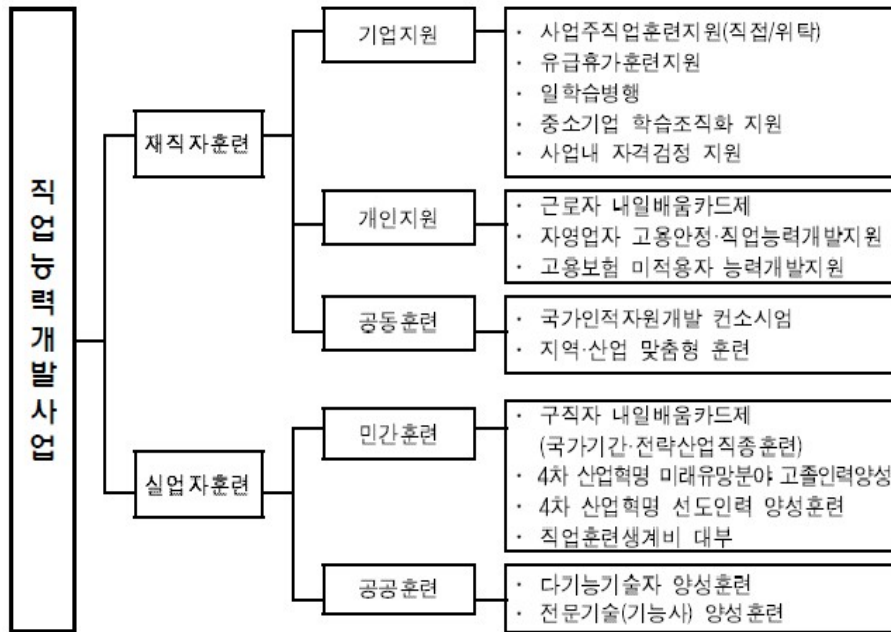 직업능력개발사업
재직자훈련
기업지원
· 사업주직업훈련지원(직접/위탁)
· 유급휴가훈련지원
· 일학습병행
· 중소기업 학습조직화 지원
· 사업내 자격검정 지원
개인지원
· 근로자 내일배움카드제
· 자영업자 고용안정·직업능력개발지원
· 고용보험 미적용자 능력개발지원
공동훈련
· 국가인적자원개발 컨소시엄
· 지역·산업 맞춤형 훈련
실업자훈련
민간훈련
· 구직자 내일배움카드제
(국가기간·전략산업직종훈련)
· 4차 산업혁명 미래유망분야 고졸인력양성
· 4차 산업혁명 선도인력 양성훈련
· 직업훈련생계비 대부
공공훈련
· 다기능기술자 양성훈련
· 전문기술(기능사) 양성훈련